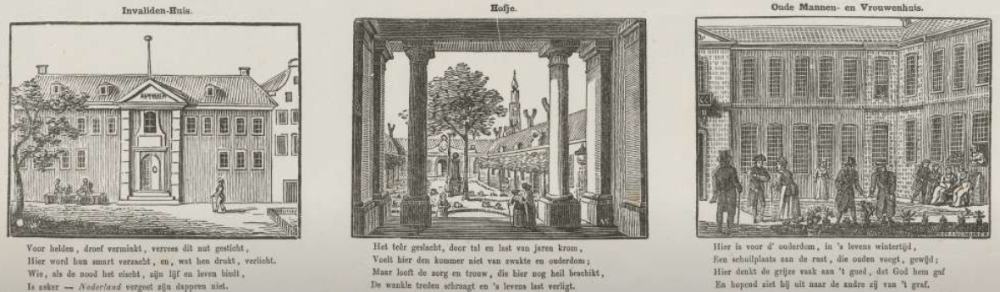 Invaliden-Huis.
Voor helden, droef verminkt, verrees dit nut gesticht,
Hier word hun smart verzacht, en, wat hen drukt, verlicht.
Wie, als de nood het eischt, zijn lijf en leven biedt,
Is zeker — Nederland vergeet zijn dappren niet.
Hofje.
Het teêr geslacht, door tal en last van jaren krom,
Voelt hier den kommer niet van zwakte en ouderdom;
Maar looft de zorg en trouw, die hier nog heil beschikt,
De wankle treden schraagt en 's levens last verligt.
Oude Mannen- en Vrouwenhuis.
Hier is voor d' ouderdom, in 's levens wintertijd,
Een schuilplaats aan de rust, die ouden voegt, gewijd;
Hier denkt de grijze vaak aan 't goed, dat God hem gaf
En hopend ziet hij uit naar de andre zij van 't graf.